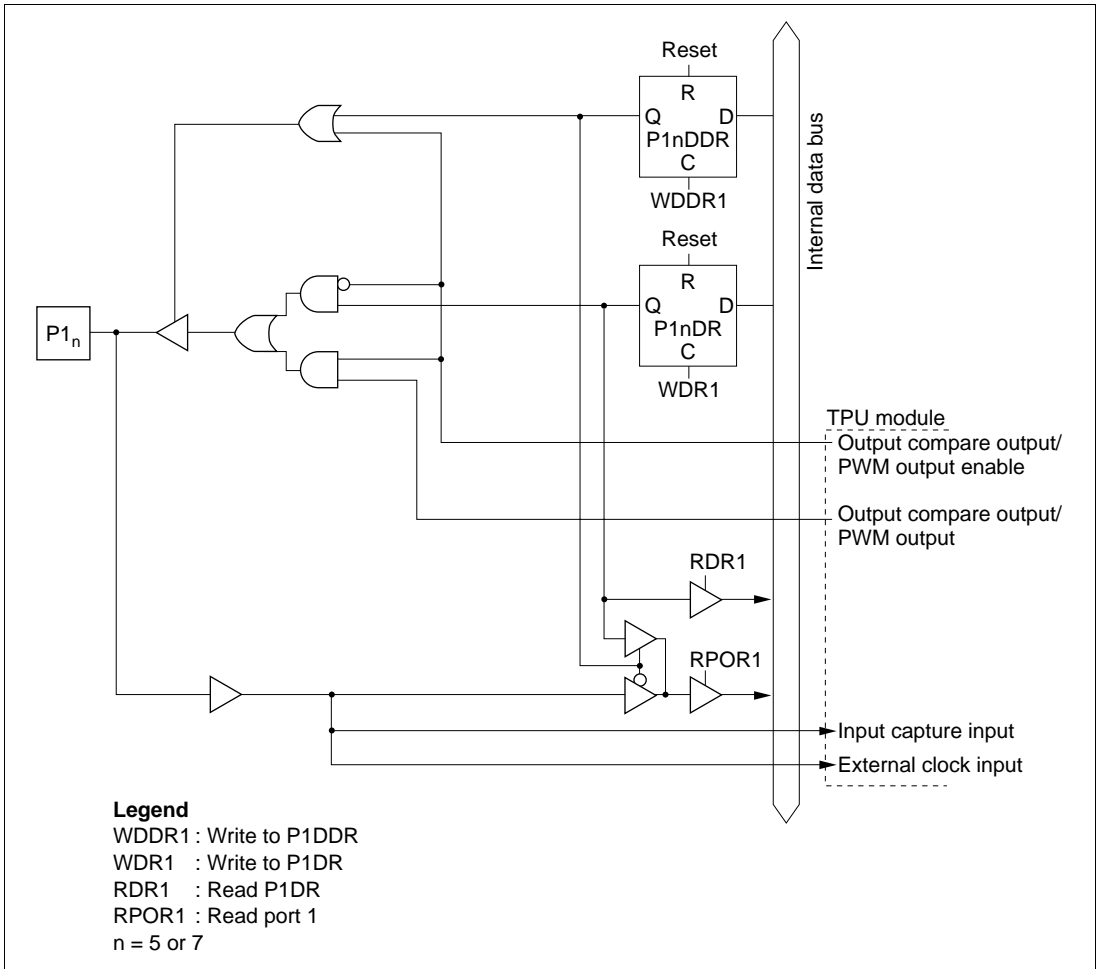 Reset
R
Q D
P1nDDR
C
WDDR1
Internal data bus
Reset
R
Q D
P1nDR
C
WDR1
P1n
TPU module
Output compare output/
PWM output enable
Output compare output/
PWM output
RDR1
RPOR1
Input capture input
External clock input
Legend
WDDR1 : Write to P1DDR
WDR1 : Write to P1DR
RDR1 : Read P1DR
RPOR1 : Read port 1
n = 5 or 7